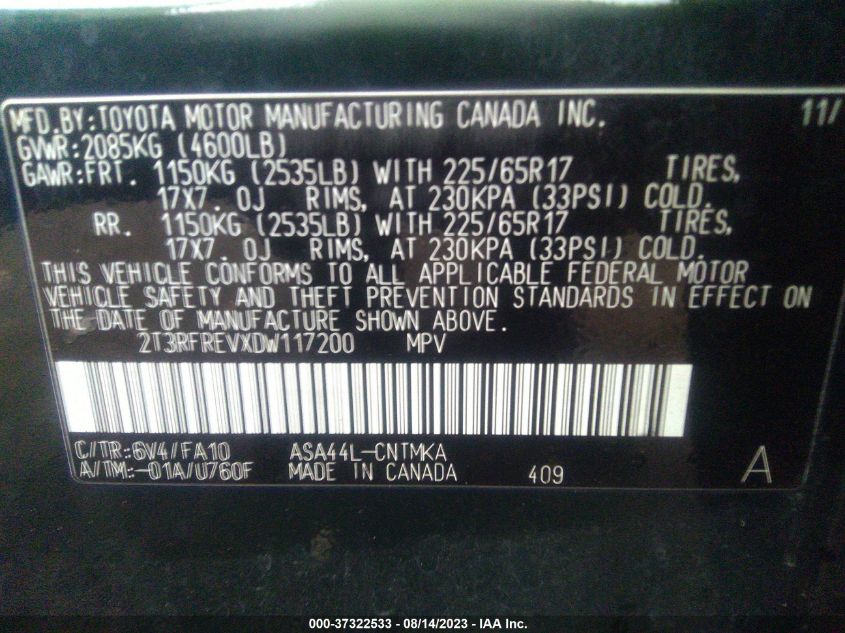 MFD.BY:TOYOTA MOTOR MANUFACTURING CANADA INC. 11/
GVWR:2085KG (4600LB)
GAWR:FRT. 1150KG (2535LB) WITH 225/65R17 TIRES,
17X7.0J RIMS, AT 230KPA (33PSI) COLD.
RR. 1150KG (2535LB) WITH 225/65R17 TIRES,
17X7.0J RIMS, AT 230KPA (33PSI) COLD.
THIS VEHICLE CONFORMS TO ALL APPLICABLE FEDERAL MOTOR
VEHICLE SAFETY AND THEFT PREVENTION STANDARDS IN EFFECT ON
THE DATE OF MANUFACTURE SHOWN ABOVE.
2T3RFREVXDW117200 MPV
C/TR:6V4/FA10 ASA44L-CNTMKA
A/TM:-01A/U760F MADE IN CANADA 409 A
000-37322533 - 08/14/2023 - IAA Inc.